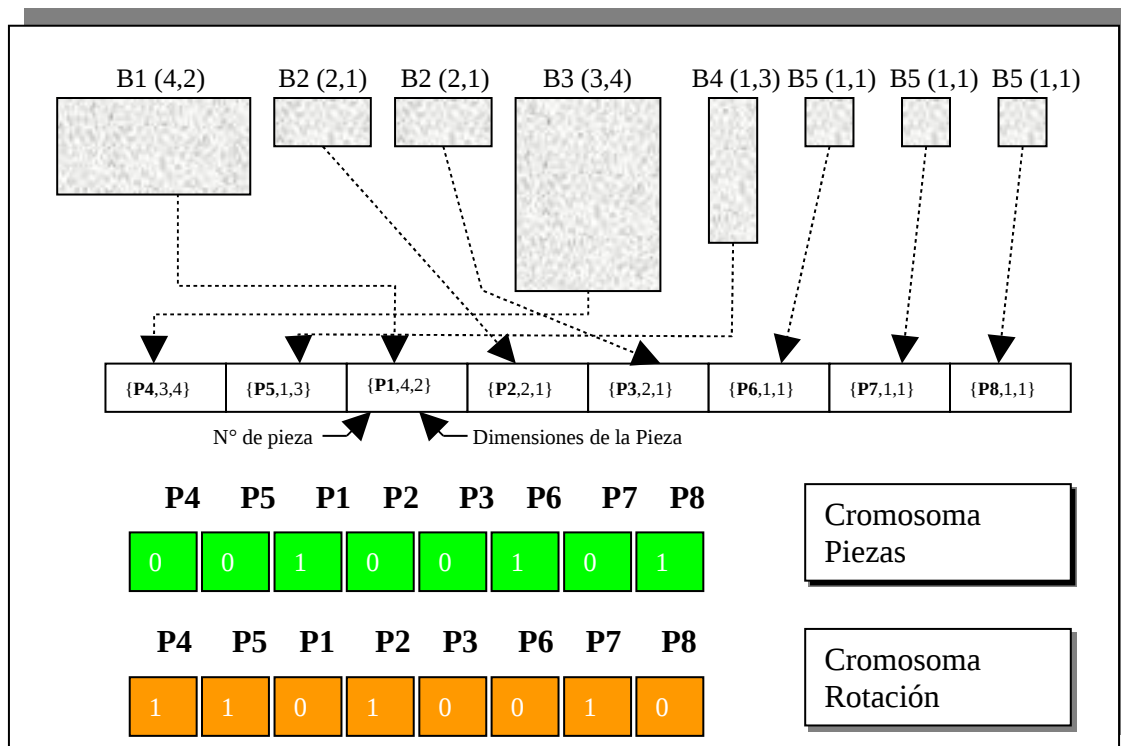 B1 (4,2) B2 (2,1) B2 (2,1) B3 (3,4) B4 (1,3) B5 (1,1) B5 (1,1) B5 (1,1)
{P4,3,4} {P5,1,3} {P1,4,2} {P2,2,1} {P3,2,1} {P6,1,1} {P7,1,1} {P8,1,1}
N° de pieza Dimensiones de la Pieza
P4 P5 P1 P2 P3 P6 P7 P8
0 0 1 0 0 1 0 1
Cromosoma
Piezas
P4 P5 P1 P2 P3 P6 P7 P8
1 1 0 1 0 0 1 0
Cromosoma
Rotación